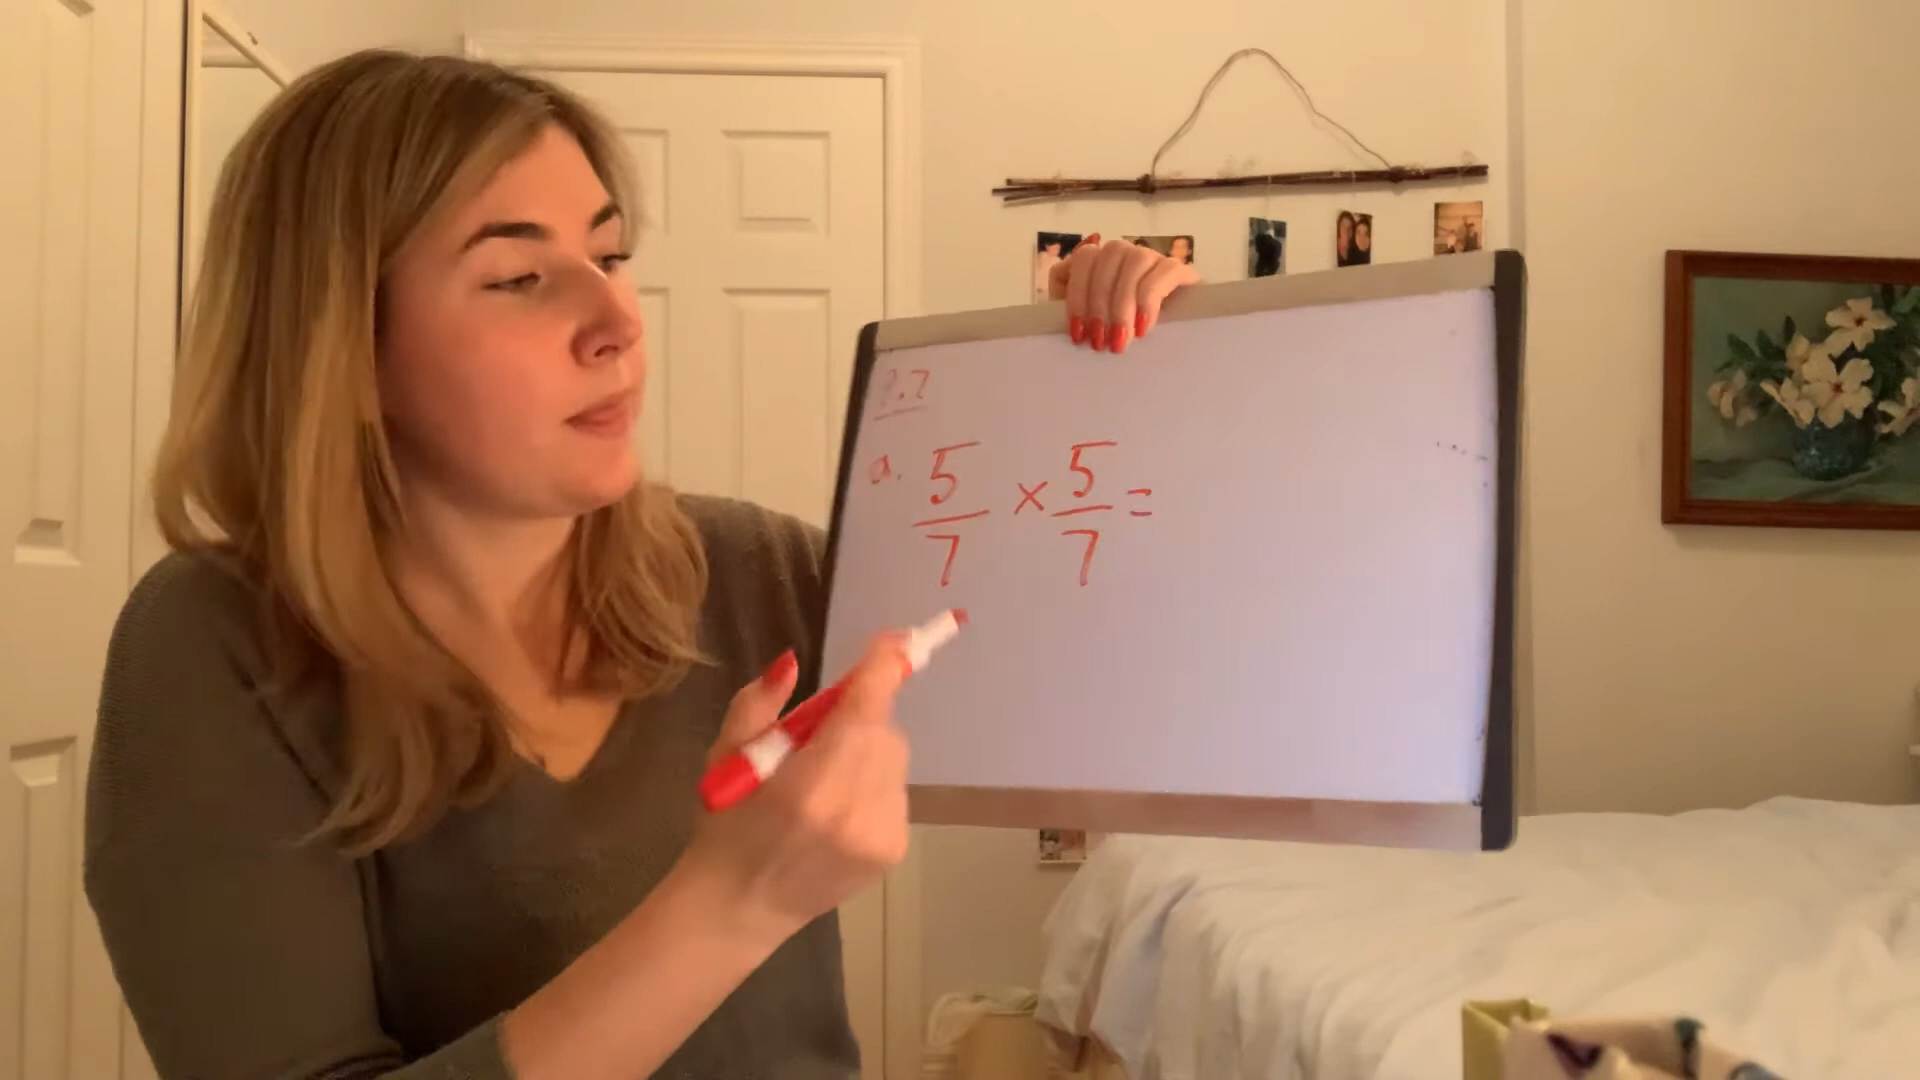 a. 5/7 × 5/7 =